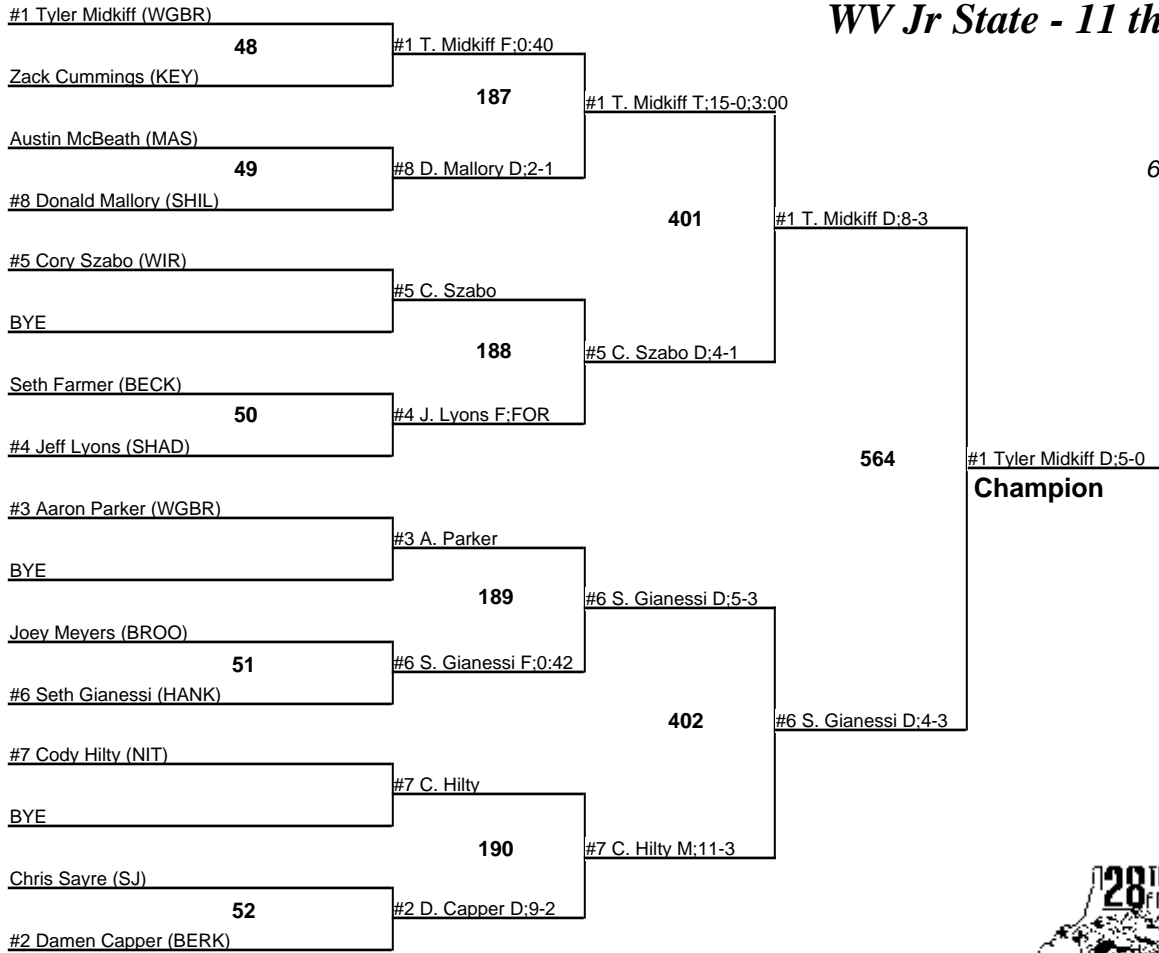 #1 Tyler Midkiff (WGBR)
WV Jr State - 11 th
48
#1 T. Midkiff F;0:40
Zack Cummings (KEY)
187
#1 T. Midkiff T;15-0;3:00
Austin McBeath (MAS)
49
#8 D. Mallory D;2-1
6
#8 Donald Mallory (SHIL)
401
#1 T. Midkiff D;8-3
#5 Cory Szabo (WIR)
#5 C. Szabo
BYE
188
#5 C. Szabo D;4-1
Seth Farmer (BECK)
50
#4 J. Lyons F;FOR
#4 Jeff Lyons (SHAD)
564
#1 Tyler Midkiff D;5-0
Champion
#3 Aaron Parker (WGBR)
#3 A. Parker
BYE
189
#6 S. Gianessi D;5-3
Joey Meyers (BROO)
51
#6 S. Gianessi F;0:42
#6 Seth Gianessi (HANK)
402
#6 S. Gianessi D;4-3
#7 Cody Hilty (NIT)
#7 C. Hilty
BYE
190
#7 C. Hilty M;11-3
Chris Sayre (SJ)
52
#2 D. Capper D;9-2
#2 Damen Capper (BERK)
28